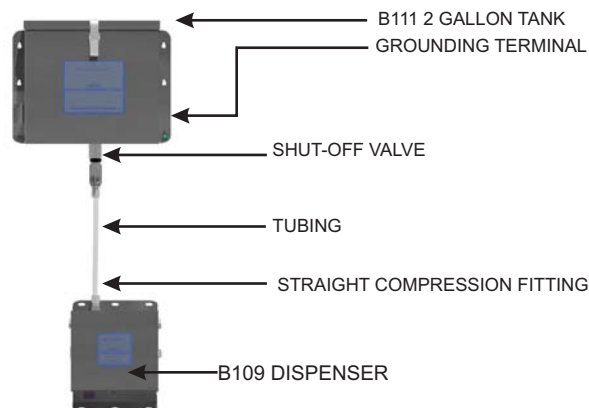 B111 2 GALLON TANK
GROUNDING TERMINAL
SHUT-OFF VALVE
TUBING
STRAIGHT COMPRESSION FITTING
B109 DISPENSER